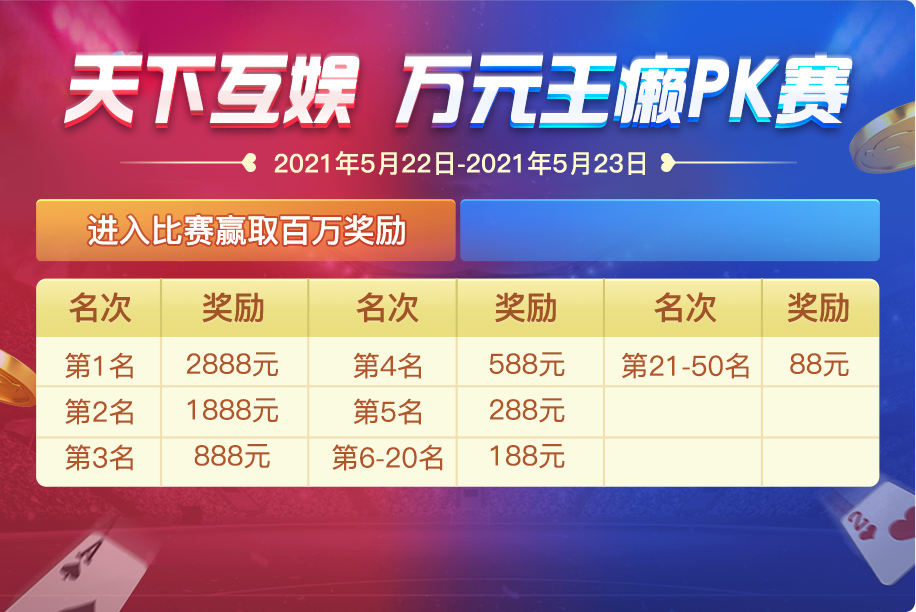 天下互娱 万元王懒PK赛
2021年5月22日-2021年5月23日
进入比赛赢取百万奖励
名次 奖励 名次 奖励 名次 奖励
第1名 2888元 第4名 588元 第21-50名 88元
第2名 1888元 第5名 288元
第3名 888元 第6-20名 188元
A
2